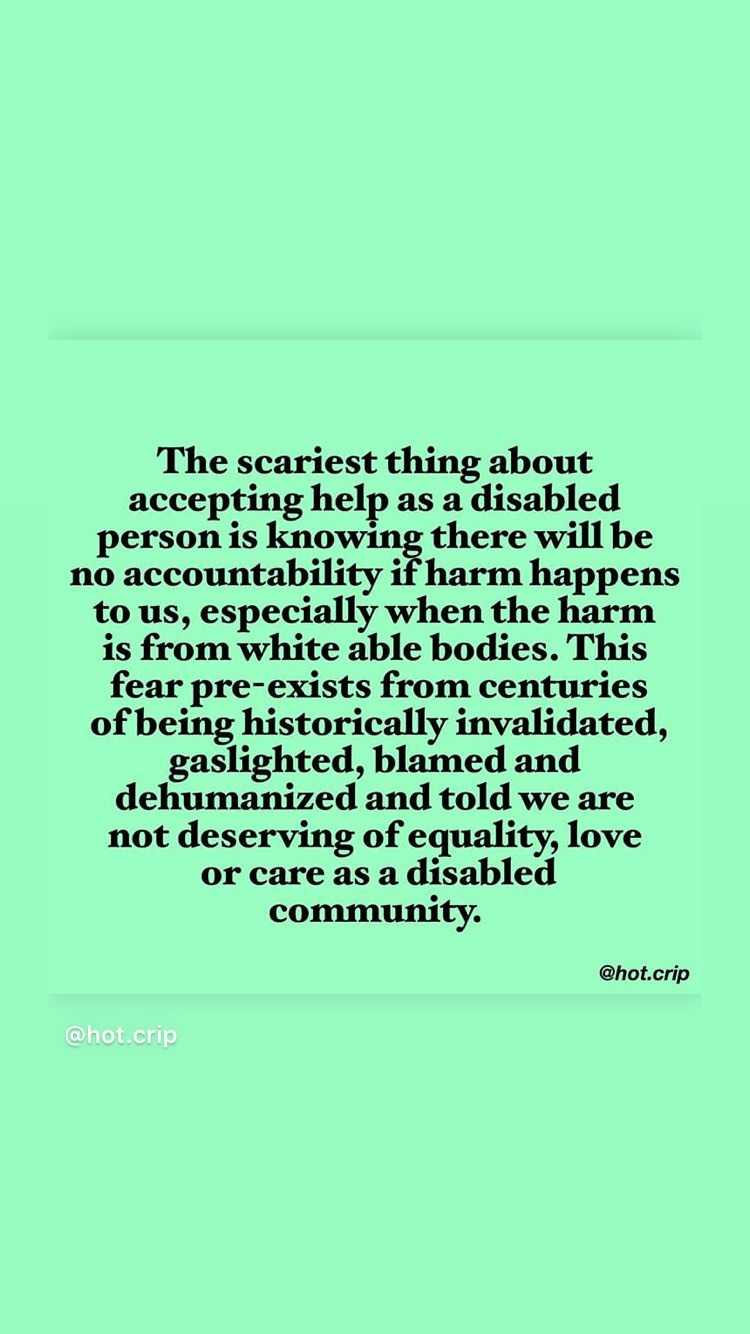 The scariest thing about
accepting help as a disabled
person is knowing there will be
no accountability if harm happens
to us, especially when the harm
is from white able bodies. This
fear pre-exists from centuries
of being historically invalidated,
gaslighted, blamed and
dehumanized and told we are
not deserving of equality, love
or care as a disabled
community.
@hot.crip
@hot.crip